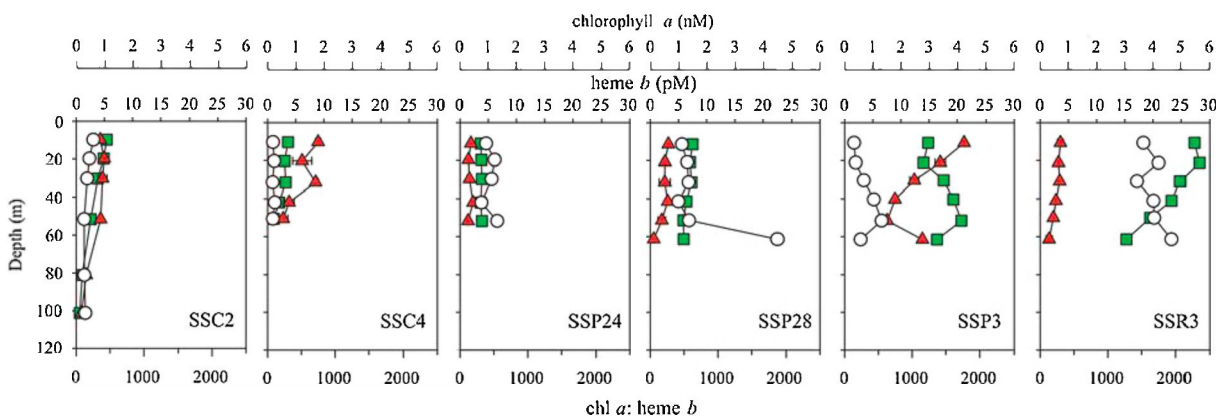 chlorophyll a (nM)
0 1 2 3 4 5 6 0 1 2 3 4 5 6 0 1 2 3 4 5 6 0 1 2 3 4 5 6 0 1 2 3 4 5 6 0 1 2 3 4 5 6
heme b (pM)
0 5 10 15 20 25 30 0 5 10 15 20 25 30 0 5 10 15 20 25 30 0 5 10 15 20 25 30 0 5 10 15 20 25 30 0 5 10 15 20 25 30
Depth (m)
0
20
40
60
80
100
120
SSC2 SSC4 SSP24 SSP28 SSP3 SSR3
0 1000 2000 0 1000 2000 0 1000 2000 0 1000 2000 0 1000 2000 0 1000 2000
chl a: heme b